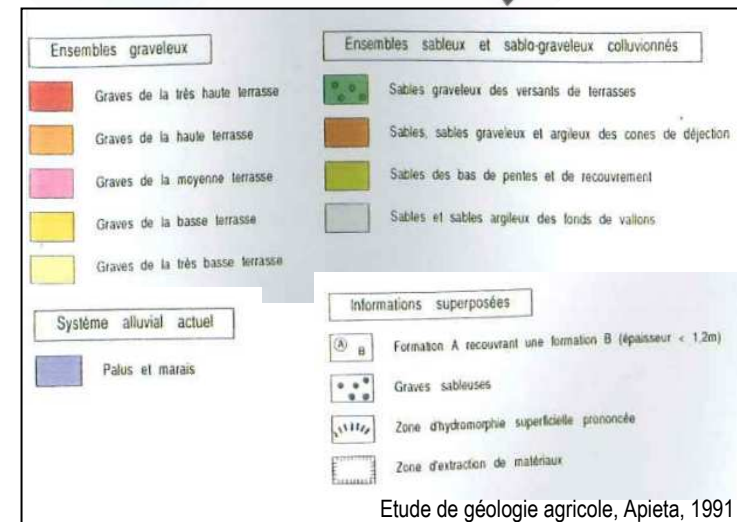 Ensembles graveleux
Graves de la très haute terrasse
Graves de la haute terrasse
Graves de la moyenne terrasse
Graves de la basse terrasse
Graves de la très basse terrasse
Ensembles sableux et sablo-graveleux colluvionnés
Sables graveleux des versants de terrasses
Sables, sables graveleux et argileux des cones de déjection
Sables des bas de pentes et de recouvrement
Sables et sables argileux des fonds de vallons
Système alluvial actuel
Palus et marais
Informations superposées
A B Formation A recouvrant une formation B (épaisseur < 1,2m)
Graves sableuses
Zone d'hydromorphie superficielle prononcée
Zone d'extraction de matériaux
Etude de géologie agricole, Apieta, 1991